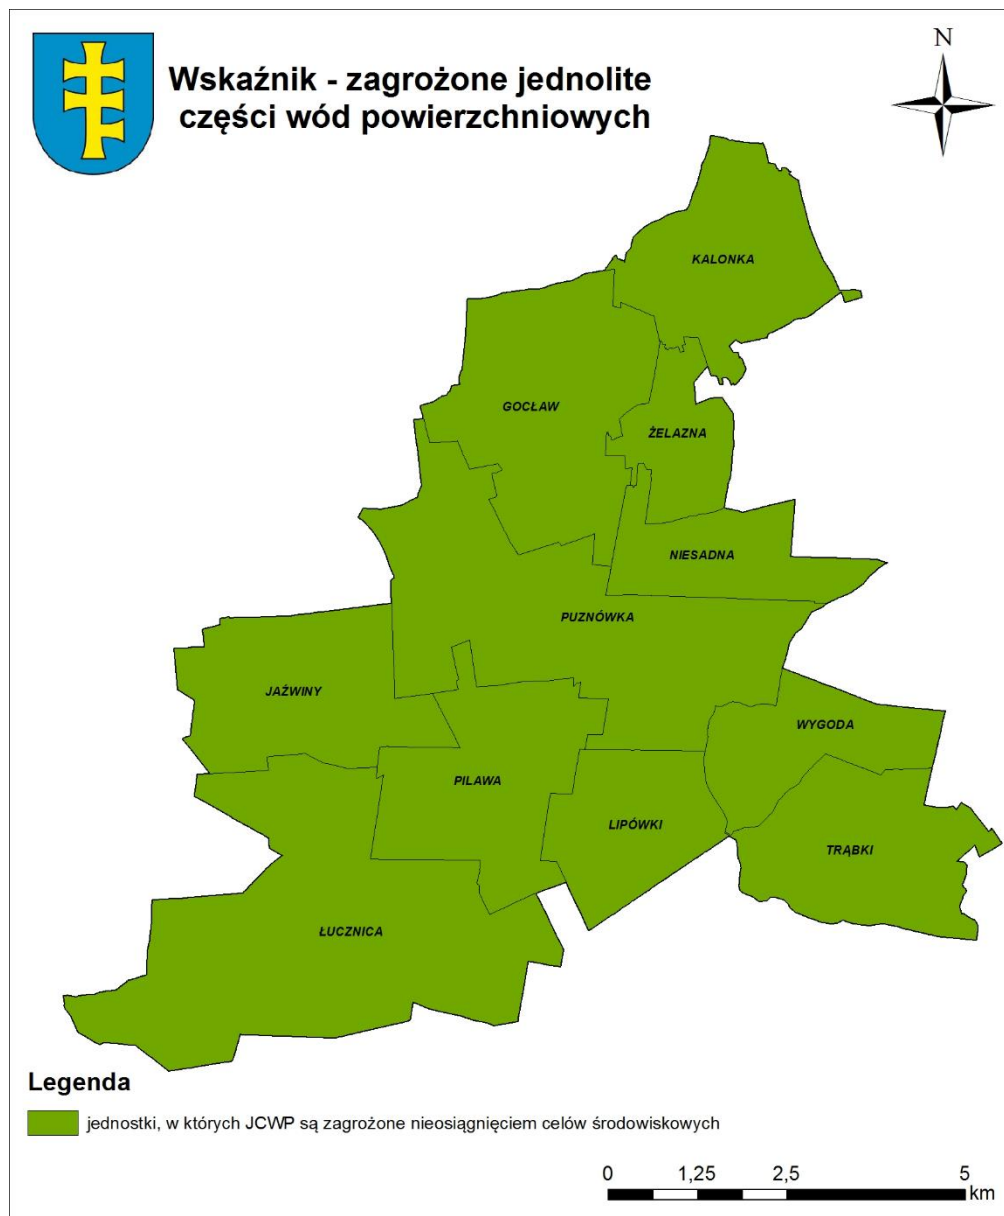 Wskaźnik - zagrożone jednolite
części wód powierzchniowych
N
KALONKA
GOCŁAW
ŻELAZNA
NIESADNA
PUZNÓWKA
JAŹWINY
WYGODA
PILAWA
LIPÓWKI
TRĄBKI
ŁUCZNICA
Legenda
jednostki, w których JCWP są zagrożone nieosiągnięciem celów środowiskowych
0 1,25 2,5 5
km